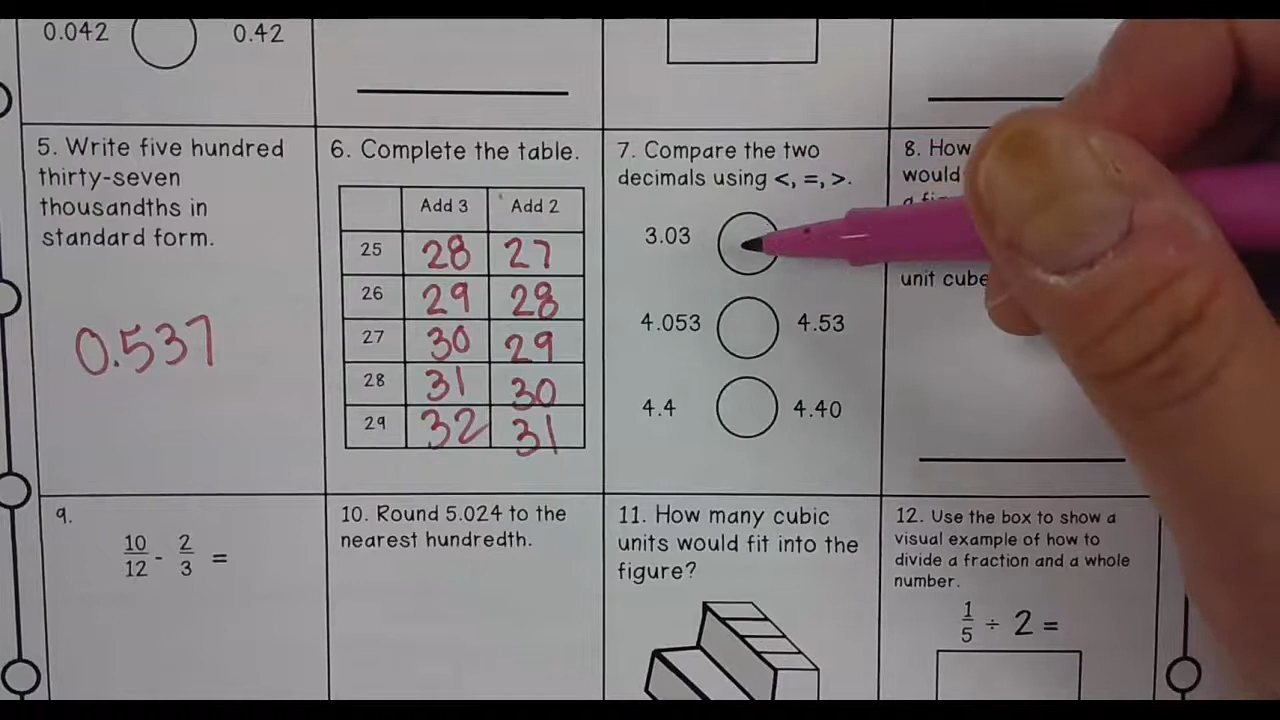 0.042 0.42
5. Write five hundred
thirty-seven
thousandths in
standard form.
0.537
6. Complete the table.
Add 3 Add 2
25 28 27
26 29 28
27 30 29
28 31 30
29 32 31
7. Compare the two
decimals using <, =, >.
3.03
4.053 4.53
4.4 4.40
8. How
would
unit cube
9.
10/12 - 2/3 =
10. Round 5.024 to the
nearest hundredth.
11. How many cubic
units would fit into the
figure?
12. Use the box to show a
visual example of how to
divide a fraction and a whole
number.
1/5 ÷ 2 =